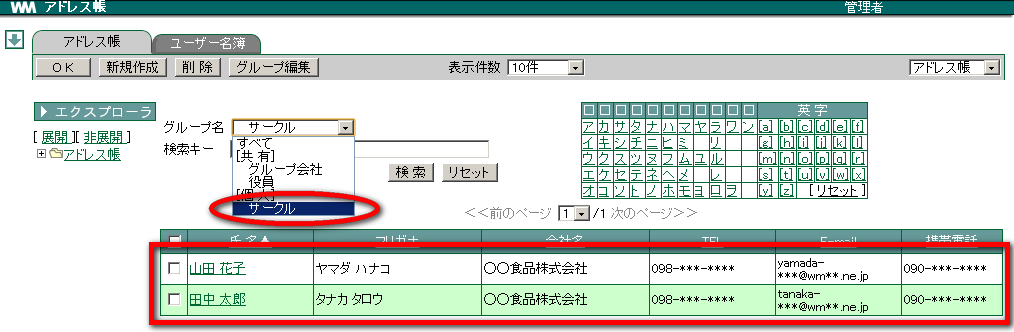 WM アドレス帳 管理者
アドレス帳 ユーザー名簿
OK 新規作成 削除 グループ編集 表示件数 10件 アドレス帳
エクスプローラ
[ 展開 ][ 非展開 ]
アドレス帳
グループ名 サークル
すべて
[共有]
グループ会社
役員
[個人]
サークル
検索キー
検索 リセット
英字
ア カ サ タ ナ ハ マ ヤ ラ ワ ン [a] [b] [c] [d] [e] [f]
イ キ シ チ ニ ヒ ミ リ [g] [h] [i] [j] [k] [l]
ウ ク ス ツ ヌ フ ム ユ ル [m] [n] [o] [p] [q] [r]
エ ケ セ テ ネ ヘ メ レ [s] [t] [u] [v] [w] [x]
オ コ ソ ト ノ ホ モ ヨ ロ ヲ [y] [z] [リセット]
<<前のページ 1 /1 次のページ>>
氏名▲ フリガナ 会社名 TEL E-mail 携帯電話
山田 花子 ヤマダ ハナコ 〇〇食品株式会社 098-***-**** yamada-***@wm**.ne.jp 090-***-****
田中 太郎 タナカ タロウ 〇〇食品株式会社 098-***-**** tanaka-***@wm**.ne.jp 090-***-****